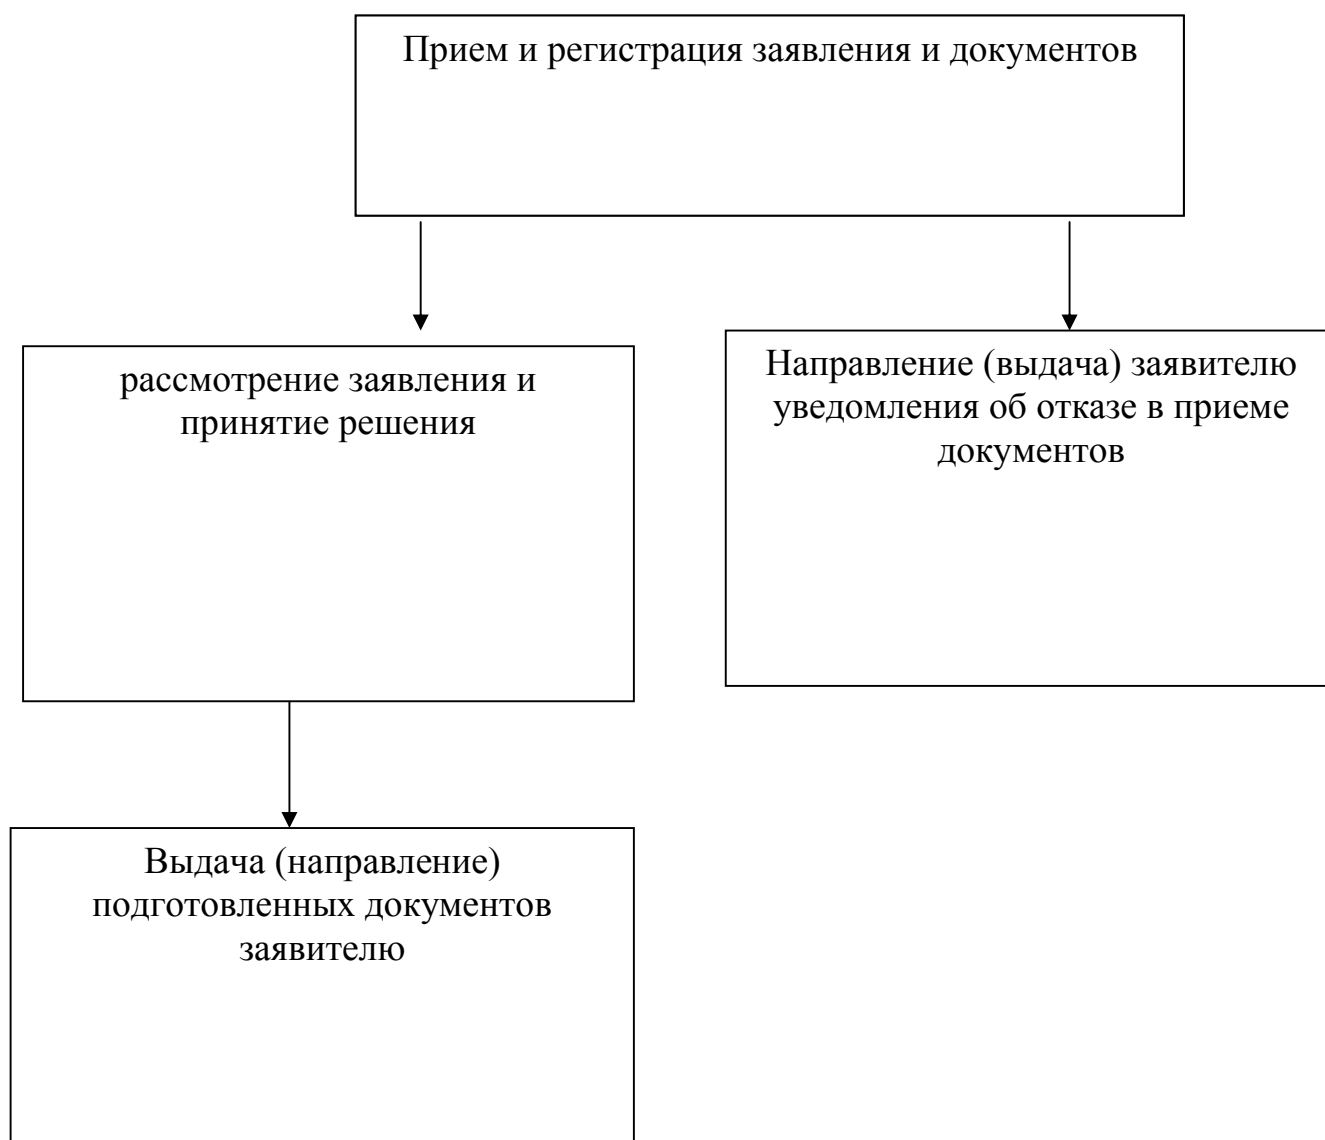 Прием и регистрация заявления и документов
рассмотрение заявления и
принятие решения
Направление (выдача) заявителю
уведомления об отказе в приеме
документов
Выдача (направление)
подготовленных документов
заявителю